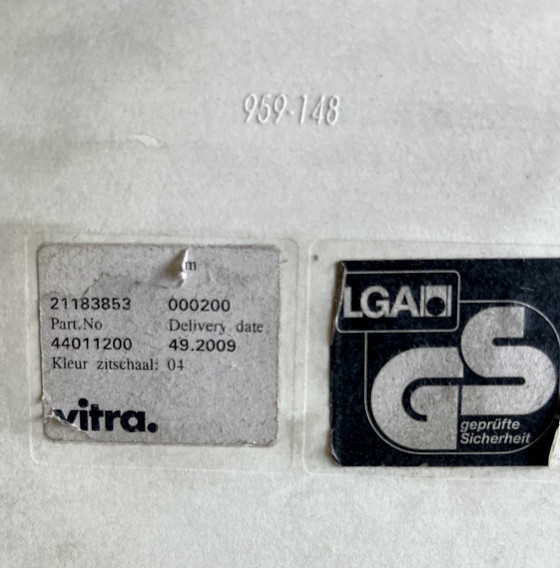 959-148
m
21183853 000200
Part.No Delivery date
44011200 49.2009
Kleur zitschaal: 04
vitra.
LGA
GS
geprüfte
Sicherheit